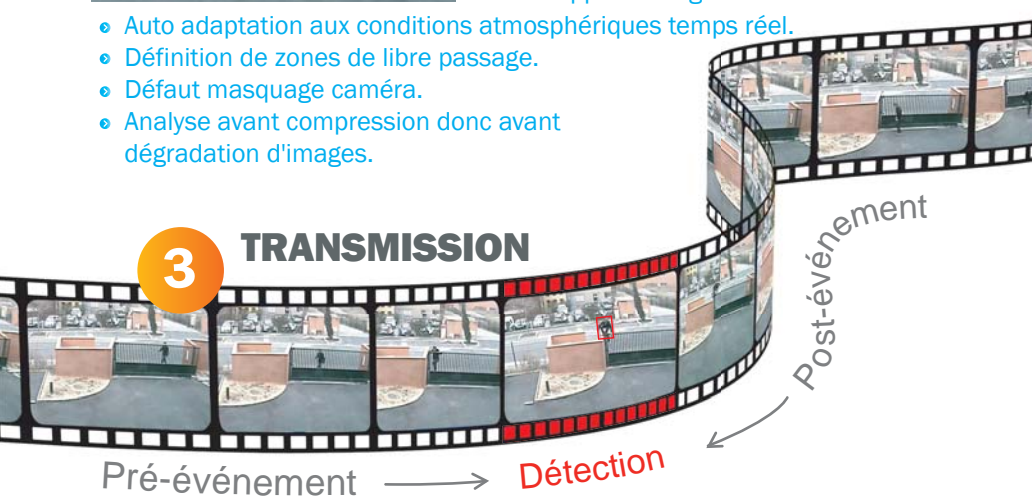 Auto adaptation aux conditions atmosphériques temps réel.
Définition de zones de libre passage.
Défaut masquage caméra.
Analyse avant compression donc avant
dégradation d'images.
3
TRANSMISSION
Post-événement
Pré-événement
Détection